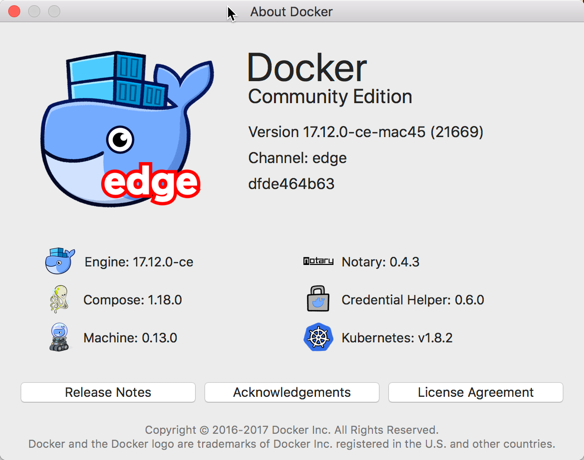 About Docker
Docker
Community Edition
Version 17.12.0-ce-mac45 (21669)
Channel: edge
dfde464b63
edge
Engine: 17.12.0-ce
notary Notary: 0.4.3
Compose: 1.18.0
Credential Helper: 0.6.0
Machine: 0.13.0
Kubernetes: v1.8.2
Release Notes
Acknowledgements
License Agreement
Copyright © 2016-2017 Docker Inc. All Rights Reserved.
Docker and the Docker logo are trademarks of Docker Inc. registered in the U.S. and other countries.